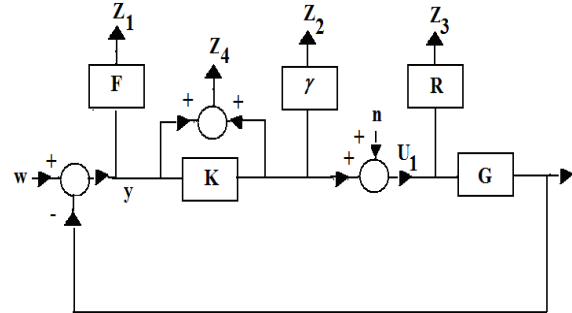 Z1
Z4
Z2
Z3
F
γ
R
+
+
n
+
w
+
y
K
+
U1
G
-